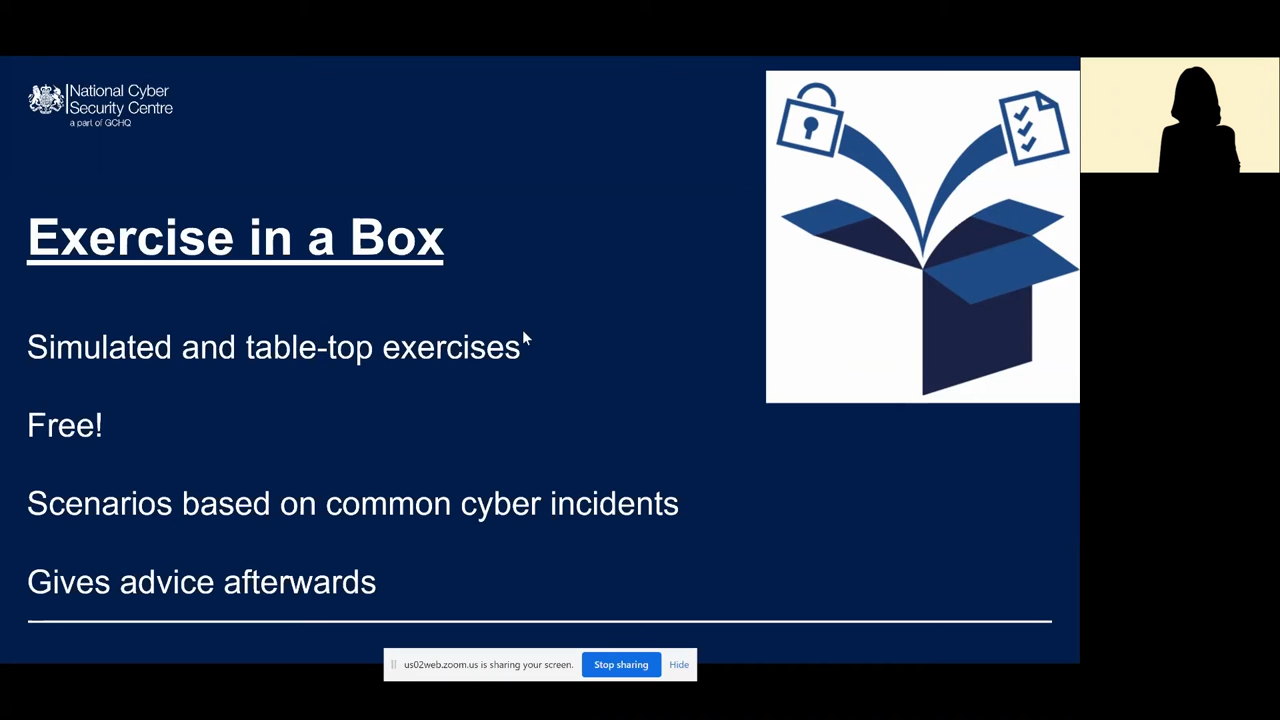 National Cyber
Security Centre
a part of GCHQ
Exercise in a Box
Simulated and table-top exercises
Free!
Scenarios based on common cyber incidents
Gives advice afterwards
us02web.zoom.us is sharing your screen. Stop sharing Hide